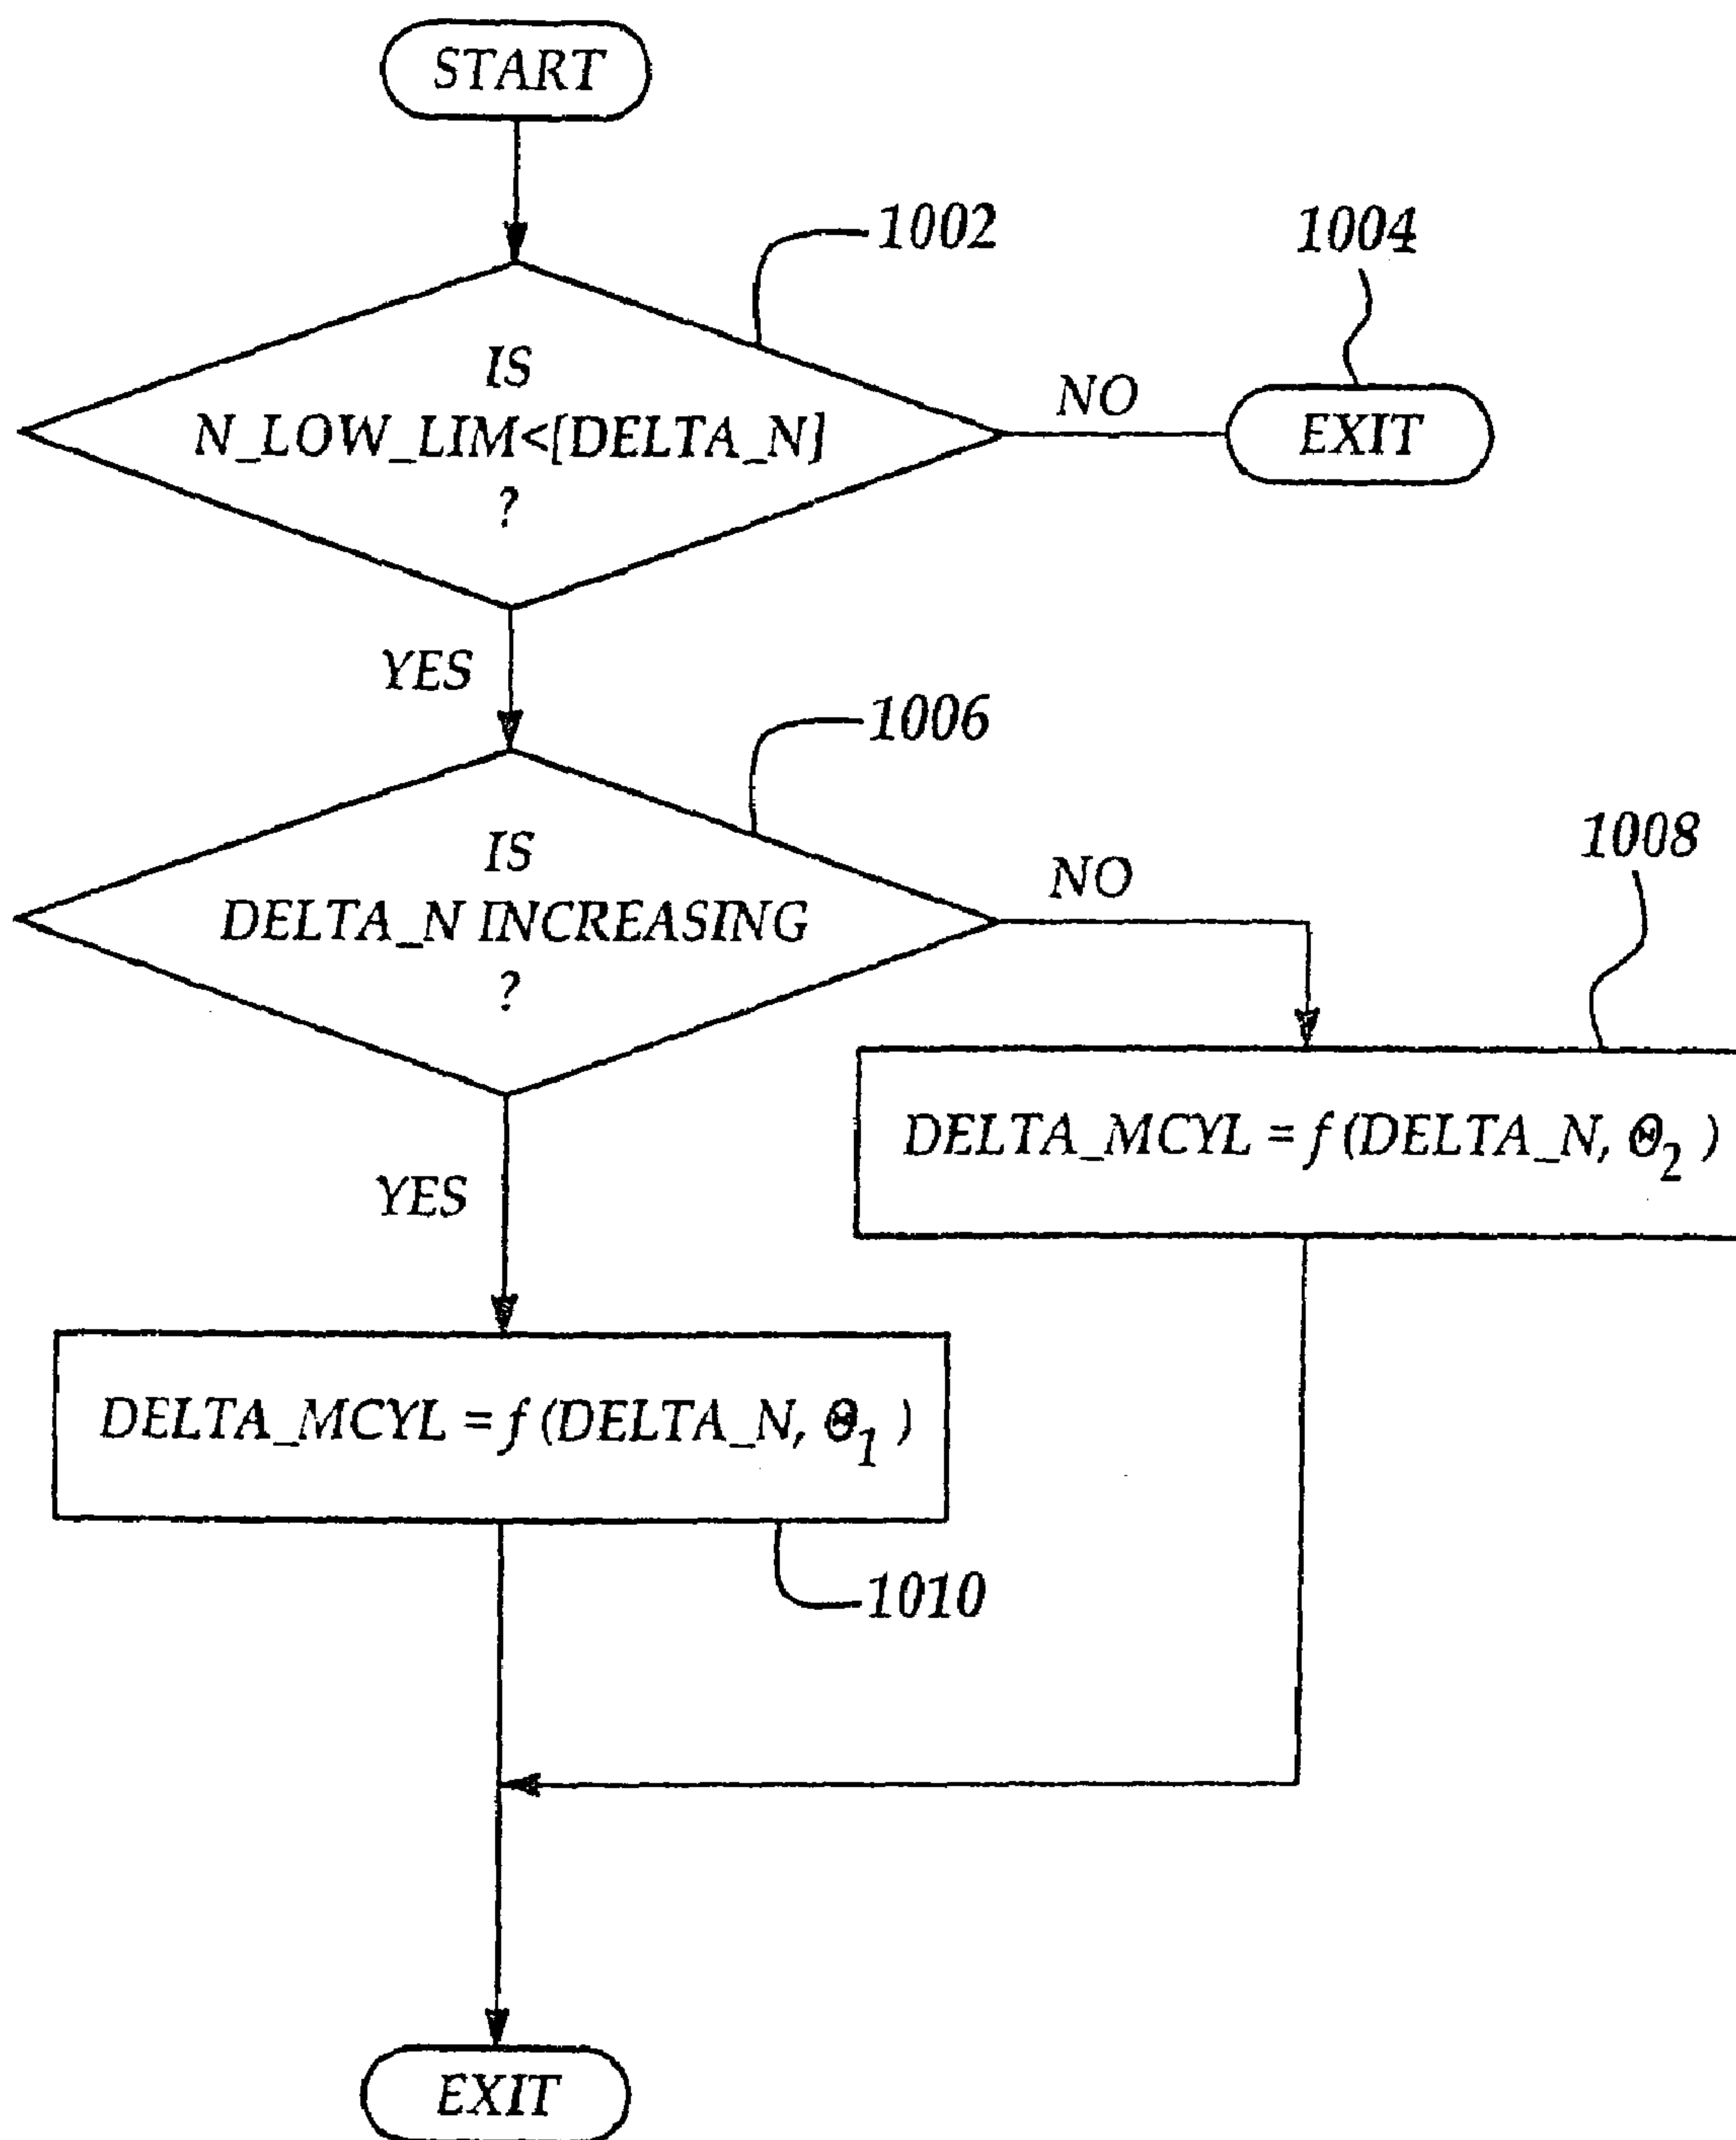 START
1002
1004
IS
N_LOW_LIM<[DELTA_N]
?
NO
EXIT
YES
1006
IS
DELTA_N INCREASING
?
NO
1008
DELTA_MCYL = f (DELTA_N, Θ2 )
YES
DELTA_MCYL = f (DELTA_N, Θ1 )
1010
EXIT